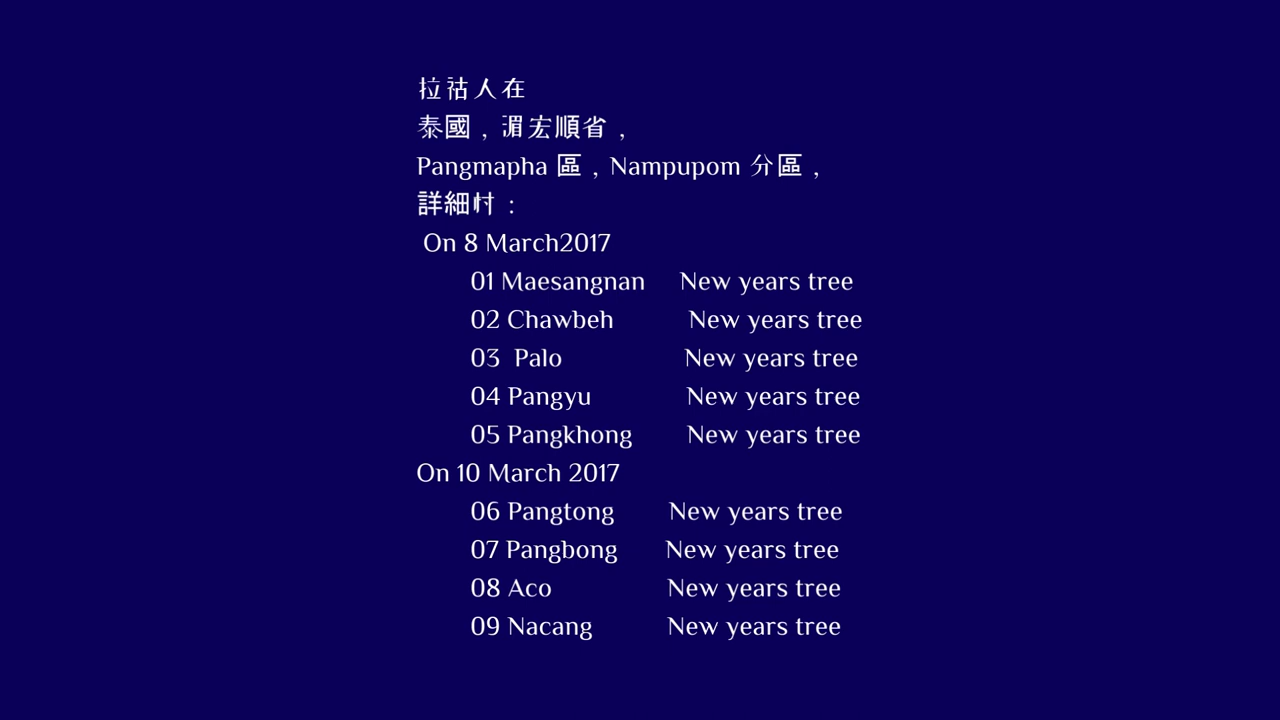 拉祜人在
泰國，湄宏順省，
Pangmapha 區，Nampupom 分區，
詳細村：
On 8 March2017
01 Maesangnan New years tree
02 Chawbeh New years tree
03 Palo New years tree
04 Pangyu New years tree
05 Pangkhong New years tree
On 10 March 2017
06 Pangtong New years tree
07 Pangbong New years tree
08 Aco New years tree
09 Nacang New years tree